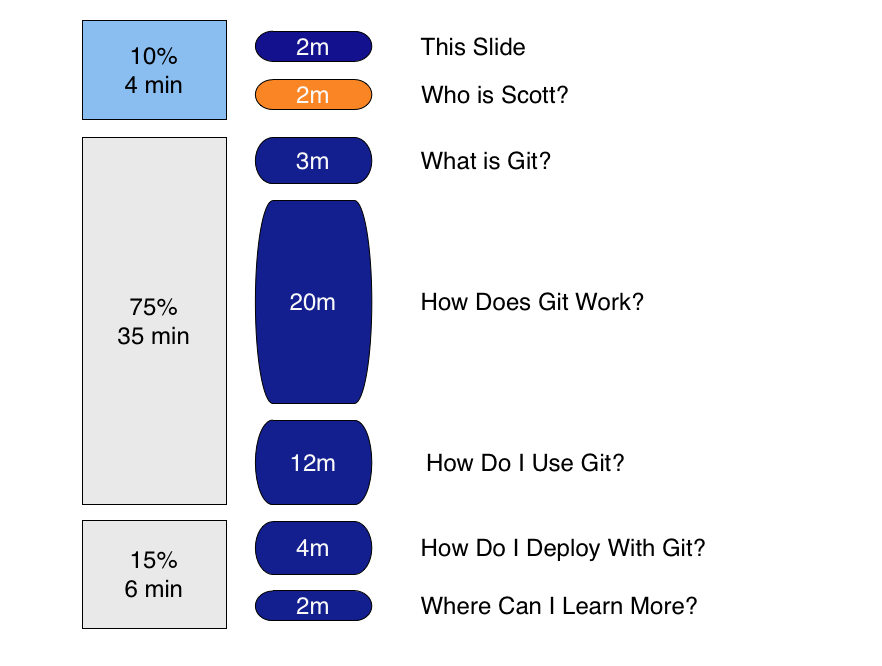 10%
4 min
2m This Slide
2m Who is Scott?
75%
35 min
3m What is Git?
20m How Does Git Work?
12m How Do I Use Git?
15%
6 min
4m How Do I Deploy With Git?
2m Where Can I Learn More?